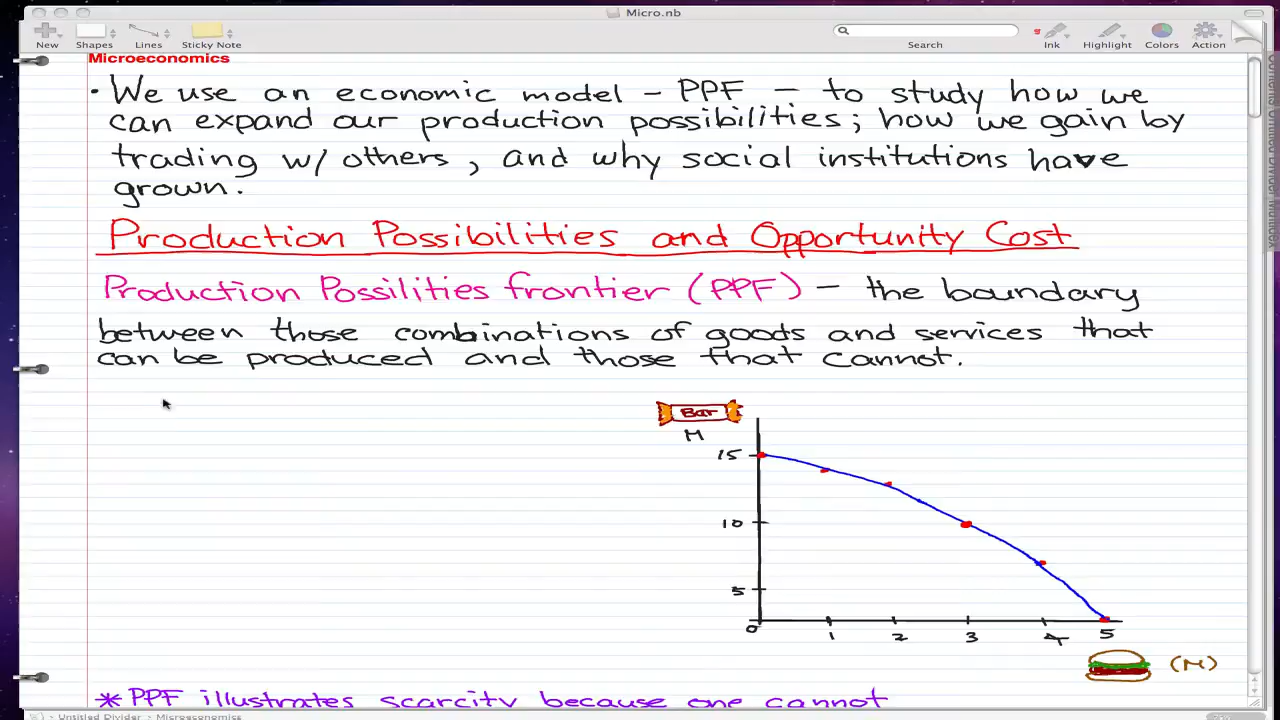 Micro.nb
New Shapes Lines Sticky Note Search Ink Highlight Colors Action
Microeconomics
• We use an economic model - PPF - to study how we
can expand our production possibilities; how we gain by
trading w/ others, and why social institutions have
grown.
Production Possibilities and Opportunity Cost
Production Possilities frontier (PPF) - the boundary
between those combinations of goods and services that
can be produced and those that cannot.
Bar
M
15
10
5
0 1 2 3 4 5
(M)
* PPF illustrates scarcity because one cannot
Untitled Divider > Microeconomics